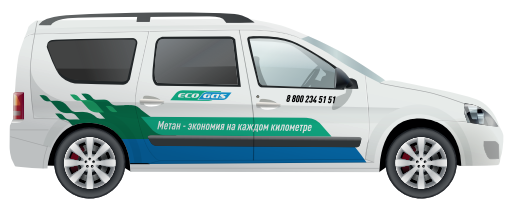 ECO GAS
8 800 234 51 51
Метан - экономия на каждом километре